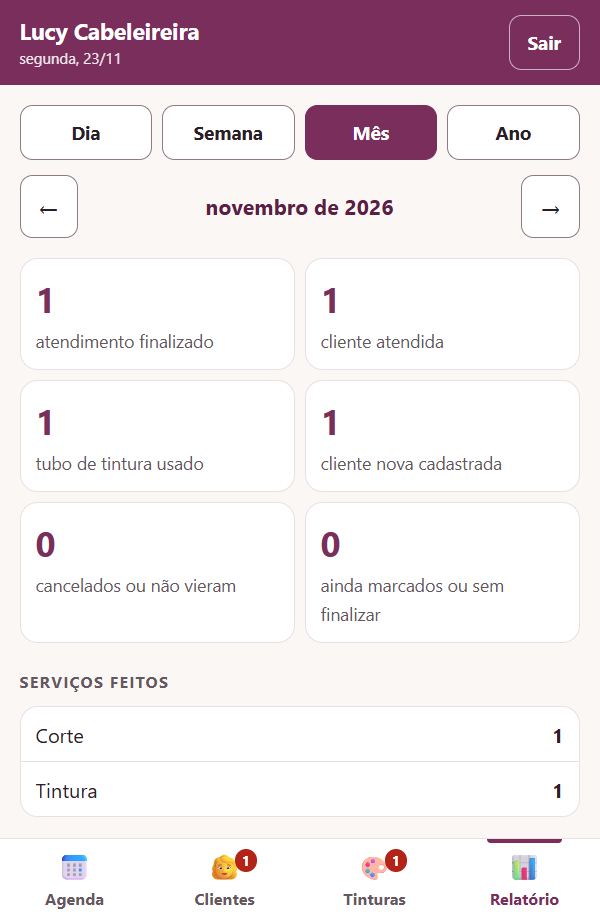 Lucy Cabeleireira
segunda, 23/11
Sair
Dia
Semana
Mês
Ano
←
novembro de 2026
→
1
atendimento finalizado
1
cliente atendida
1
tubo de tintura usado
1
cliente nova cadastrada
0
cancelados ou não vieram
0
ainda marcados ou sem
finalizar
SERVIÇOS FEITOS
Corte 1
Tintura 1
1
1
Agenda
Clientes
Tinturas
Relatório